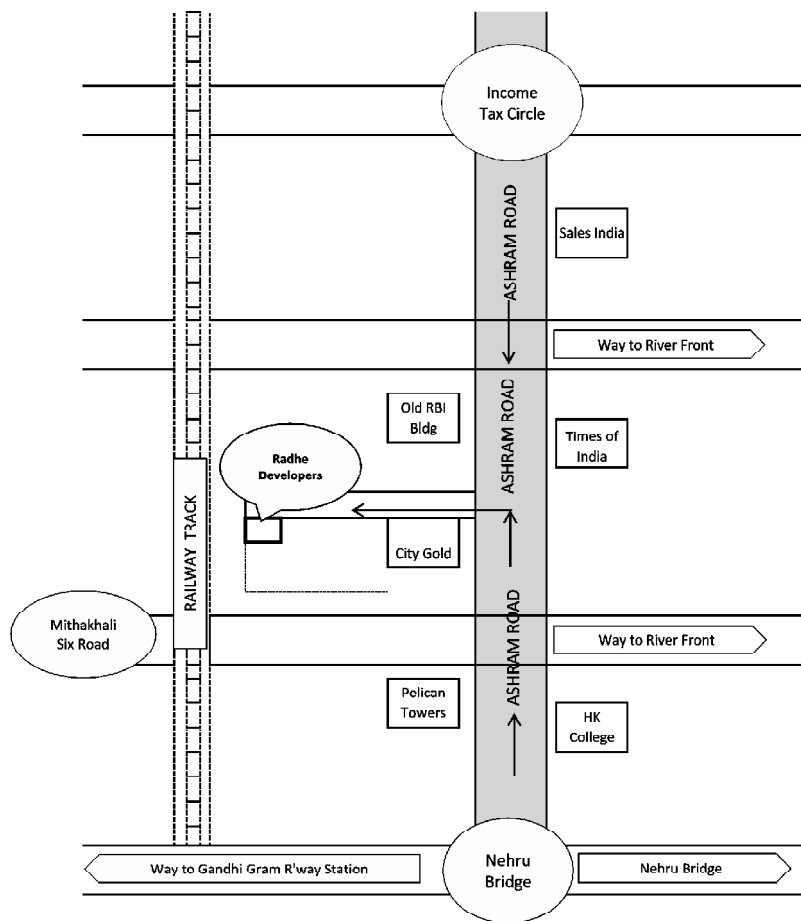 Income
Tax Circle
ASHRAM ROAD
Sales India
Way to River Front
Old RBI
Bldg
ASHRAM ROAD
Times of
India
Radhe
Developers
RAILWAY TRACK
City Gold
Mithakhali
Six Road
ASHRAM ROAD
Way to River Front
Pelican
Towers
HK
College
Way to Gandhi Gram R'way Station
Nehru
Bridge
Nehru Bridge